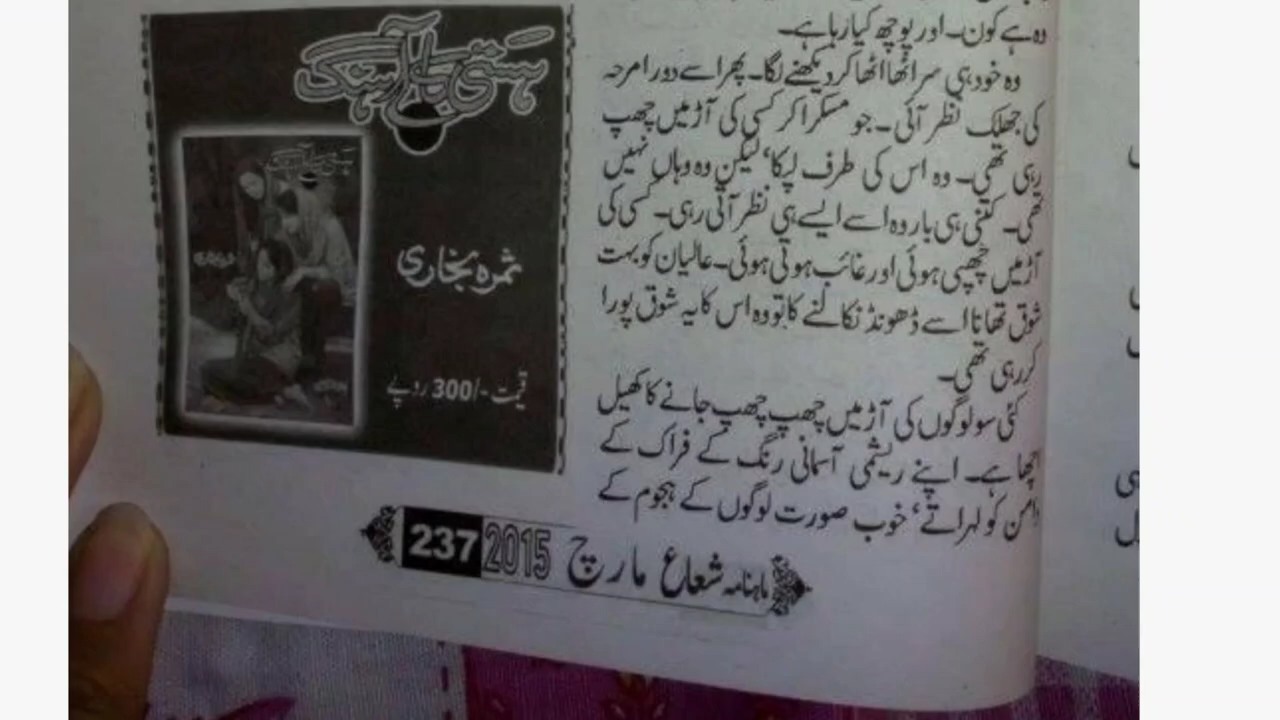 وہ ہے کون۔ اور پوچھ کیا رہا ہے۔
وہ خود ہی سر اٹھا اٹھا کر دیکھنے لگا۔ پھر اسے دور امرحہ
کی جھلک نظر آئی۔ جو مسکرا کر کسی کی آڑ میں چھپ
رہی تھی۔ وہ اس کی طرف لپکا، لیکن وہ وہاں نہیں
تھی۔ کتنی ہی بار وہ اسے ایسے ہی نظر آتی رہی۔ کسی کی
آڑ میں چھپی ہوئی اور غائب ہوتی ہوئی۔ عالیان کو بہت
شوق تھا نا اسے ڈھونڈ نکالنے کا تو وہ اس کا یہ شوق پورا
کر رہی تھی۔
کئی سو لوگوں کی آڑ میں چھپ چھپ جانے کا کھیل
اچھا ہے۔ اپنے ریشمی آسمانی رنگ کے فراک کے
دامن کو لہراتے، خوب صورت لوگوں کے ہجوم کے
ثمرہ بخاری
قیمت -/300 روپے
ماہنامہ شعاع مارچ 2015 237